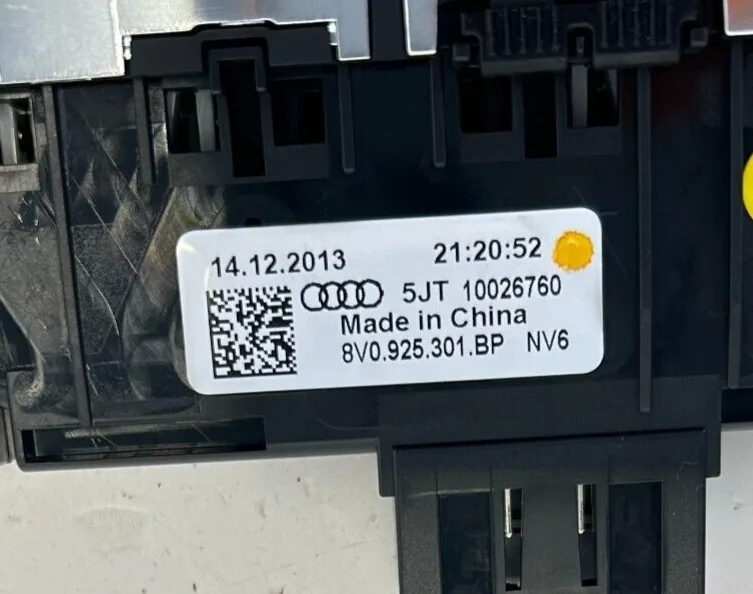 14.12.2013 21:20:52
5JT 10026760
Made in China
8V0.925.301.BP NV6